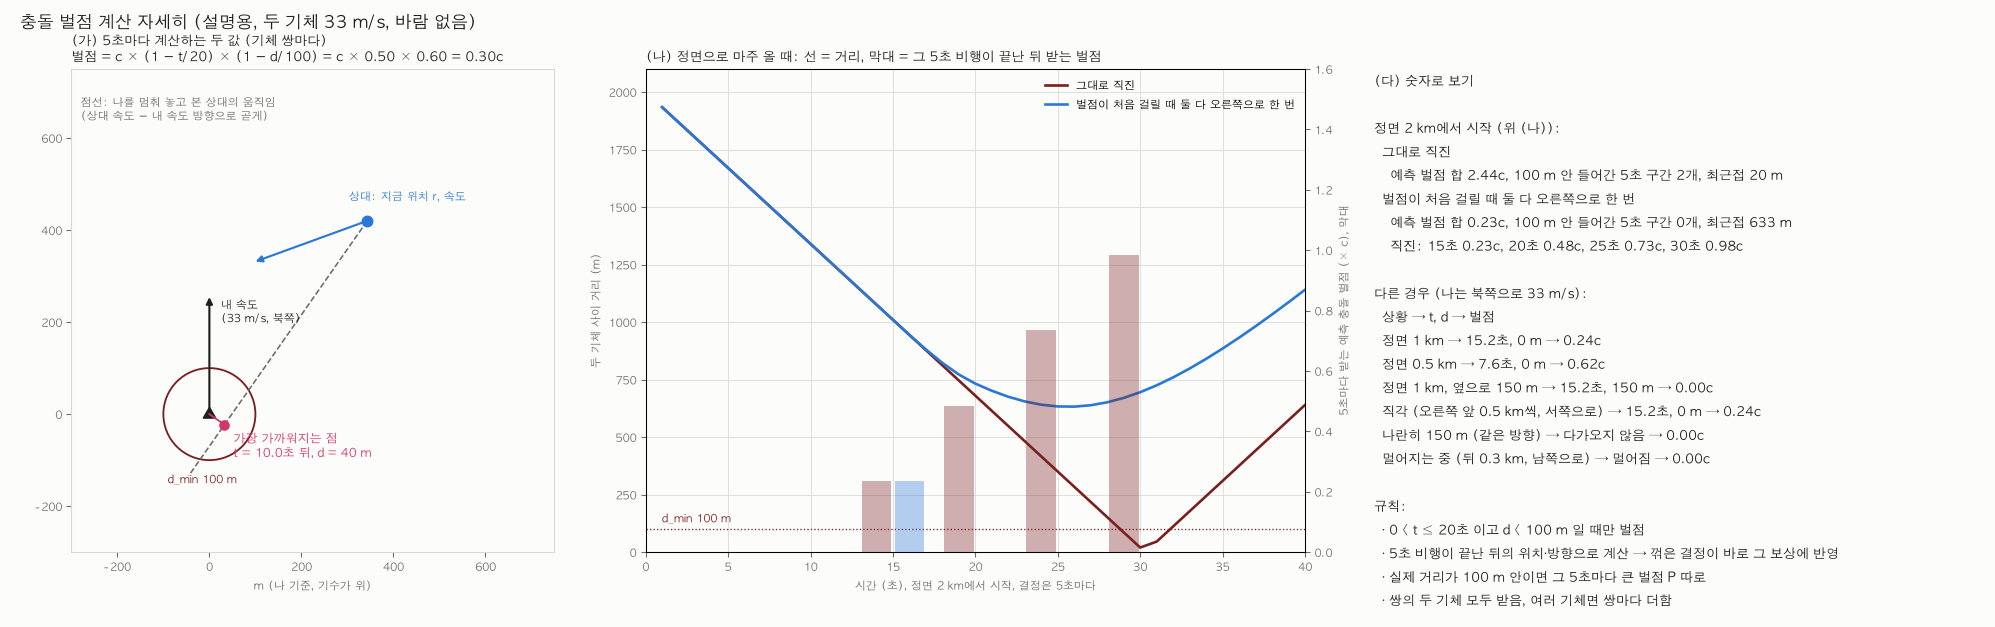 충돌 벌점 계산 자세히 (설명용, 두 기체 33 m/s, 바람 없음)
(가) 5초마다 계산하는 두 값 (기체 쌍마다)
벌점 = c × (1 − t/20) × (1 − d/100) = c × 0.50 × 0.60 = 0.30c
점선: 나를 멈춰 놓고 본 상대의 움직임
(상대 속도 − 내 속도 방향으로 곧게)
상대: 지금 위치 r, 속도
내 속도
(33 m/s, 북쪽)
가장 가까워지는 점
t = 10.0초 뒤, d = 40 m
d_min 100 m
600
400
200
0
-200
-200
0
200
400
600
m (나 기준, 기수가 위)
(나) 정면으로 마주 올 때: 선 = 거리, 막대 = 그 5초 비행이 끝난 뒤 받는 벌점
그대로 직진
벌점이 처음 걸릴 때 둘 다 오른쪽으로 한 번
두 기체 사이 거리 (m)
2000
1750
1500
1250
1000
750
500
250
0
d_min 100 m
0
5
10
15
20
25
30
35
40
시간 (초), 정면 2 km에서 시작, 결정은 5초마다
1.6
1.4
1.2
1.0
0.8
0.6
0.4
0.2
0.0
5초마다 받는 예측 충돌 벌점 (× c), 막대
(다) 숫자로 보기
정면 2 km에서 시작 (위 (나)):
그대로 직진
예측 벌점 합 2.44c, 100 m 안 들어간 5초 구간 2개, 최근접 20 m
벌점이 처음 걸릴 때 둘 다 오른쪽으로 한 번
예측 벌점 합 0.23c, 100 m 안 들어간 5초 구간 0개, 최근접 633 m
직진: 15초 0.23c, 20초 0.48c, 25초 0.73c, 30초 0.98c
다른 경우 (나는 북쪽으로 33 m/s):
상황 → t, d → 벌점
정면 1 km → 15.2초, 0 m → 0.24c
정면 0.5 km → 7.6초, 0 m → 0.62c
정면 1 km, 옆으로 150 m → 15.2초, 150 m → 0.00c
직각 (오른쪽 앞 0.5 km씩, 서쪽으로) → 15.2초, 0 m → 0.24c
나란히 150 m (같은 방향) → 다가오지 않음 → 0.00c
멀어지는 중 (뒤 0.3 km, 남쪽으로) → 멀어짐 → 0.00c
규칙:
· 0 < t ≤ 20초 이고 d < 100 m 일 때만 벌점
· 5초 비행이 끝난 뒤의 위치·방향으로 계산 → 꺾은 결정이 바로 그 보상에 반영
· 실제 거리가 100 m 안이면 그 5초마다 큰 벌점 P 따로
· 쌍의 두 기체 모두 받음, 여러 기체면 쌍마다 더함